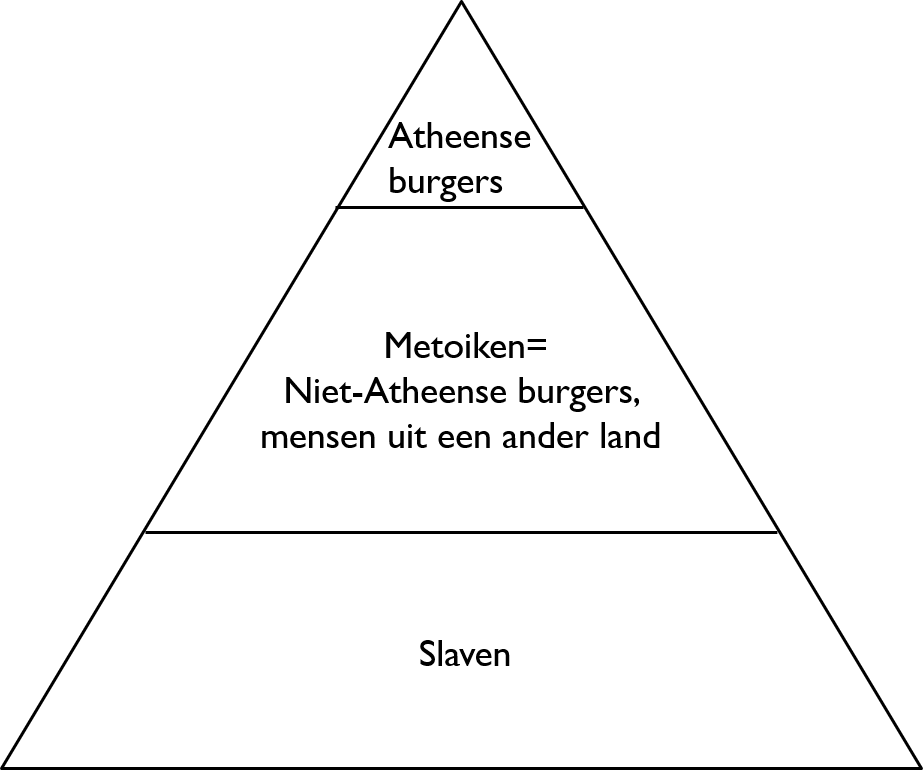 Atheense
burgers
Metoiken=
Niet-Atheense burgers,
mensen uit een ander land
Slaven